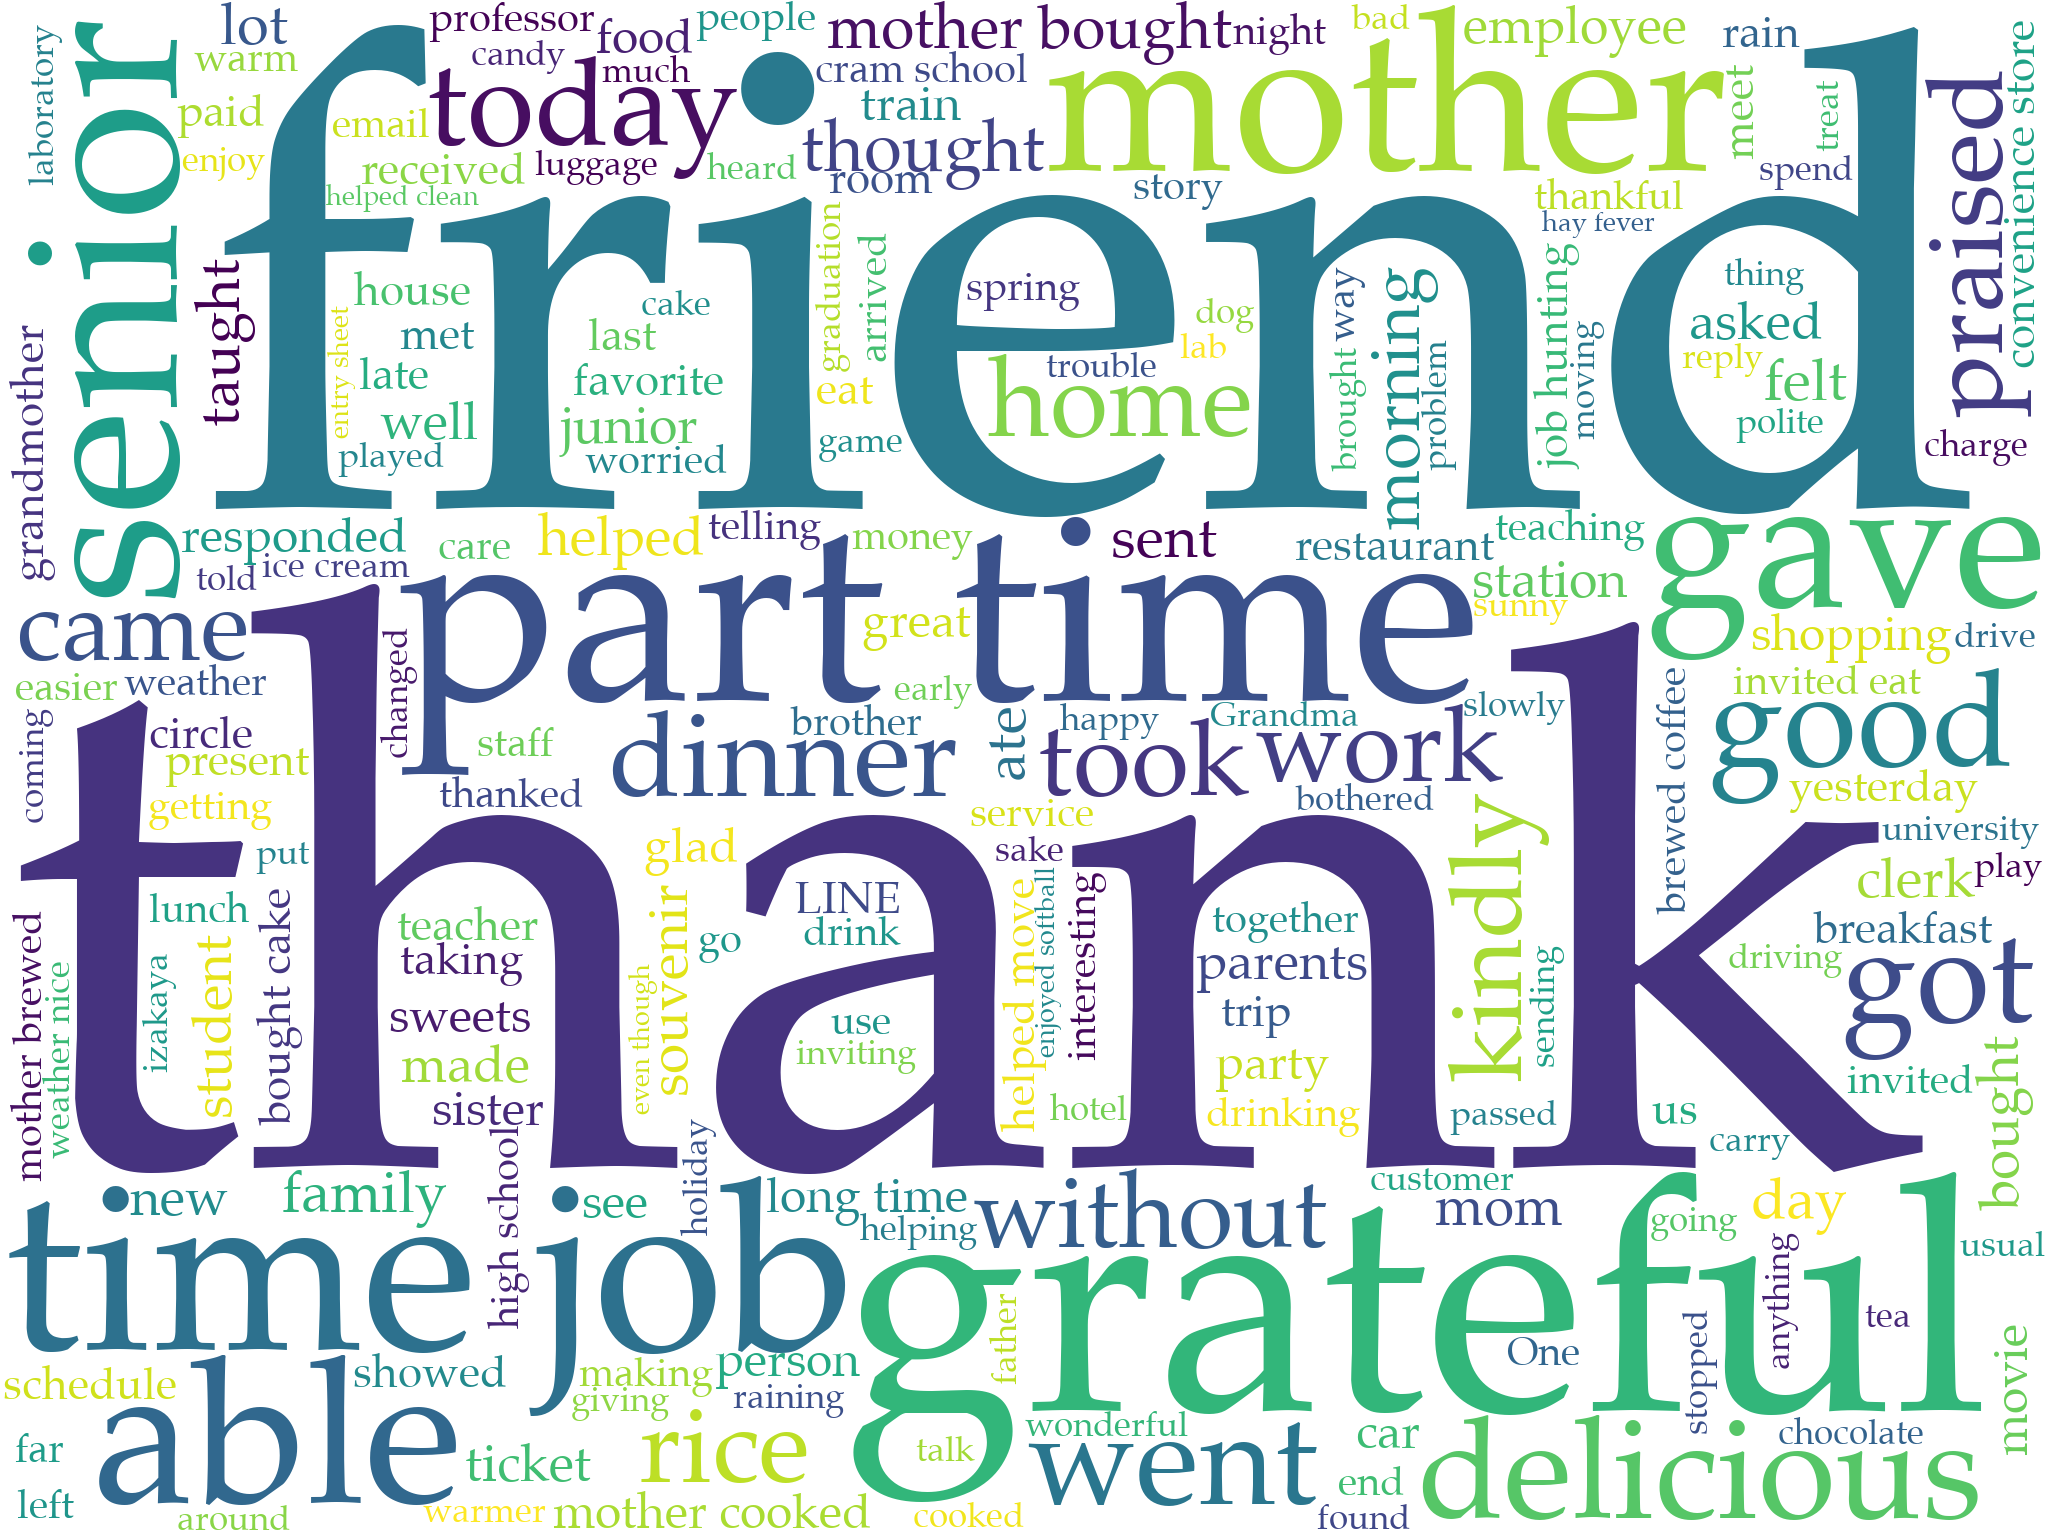 friend
thank
senior
mother
today
praised
part time
time job
grateful
gave
good
got
able
delicious
went
without
dinner
took
work
kindly
came
home
morning
thought
mother bought
employee
lot
warm
paid
enjoy
laboratory
professor
candy
food
much
people
night
bad
rain
cram school
train
email
received
luggage
heard
helped clean
room
story
meet
treat
spend
thankful
hay fever
convenience store
taught
house
met
late
well
played
entry sheet
cake
last
favorite
junior
worried
graduation
arrived
eat
game
spring
trouble
dog
lab
way
brought
problem
job hunting
moving
thing
asked
reply
felt
polite
charge
grandmother
responded
told
ice cream
care
helped
telling
money
sent
restaurant
teaching
station
sunny
shopping
drive
invited eat
great
early
slowly
easier
weather
changed
coming
circle
present
getting
staff
brother
ate
happy
Grandma
bothered
brewed coffee
yesterday
university
thanked
service
sake
glad
put
lunch
teacher
taking
sweets
made
sister
student
bought cake
izakaya
mother brewed
weather nice
even though
souvenir
go
LINE
drink
use
inviting
helped move
enjoyed softball
interesting
hotel
together
parents
trip
party
drinking
sending
passed
clerk
play
breakfast
driving
invited
bought
us
carry
new
family
high school
see
holiday
long time
helping
customer
mom
going
day
anything
usual
tea
movie
schedule
showed
making
giving
person
raining
father
One
stopped
chocolate
wonderful
talk
car
end
found
far
left
around
ticket
rice
warmer
mother cooked
cooked